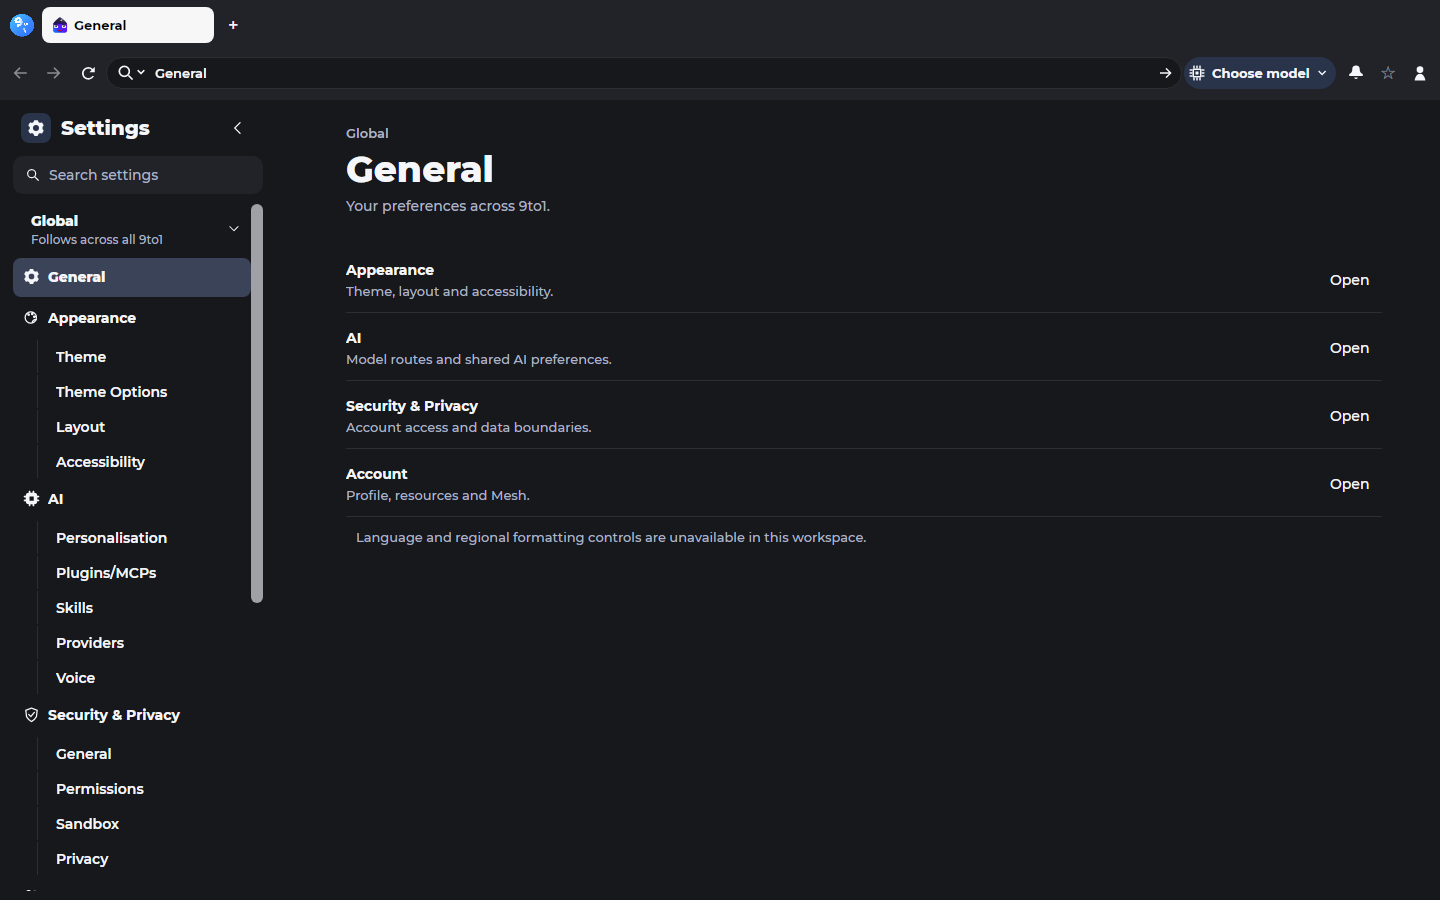 General
General
Choose model
Settings
Search settings
Global
Follows across all 9to1
General
Appearance
Theme
Theme Options
Layout
Accessibility
AI
Personalisation
Plugins/MCPs
Skills
Providers
Voice
Security & Privacy
General
Permissions
Sandbox
Privacy
Global
General
Your preferences across 9to1.
Appearance
Theme, layout and accessibility.
Open
AI
Model routes and shared AI preferences.
Open
Security & Privacy
Account access and data boundaries.
Open
Account
Profile, resources and Mesh.
Open
Language and regional formatting controls are unavailable in this workspace.